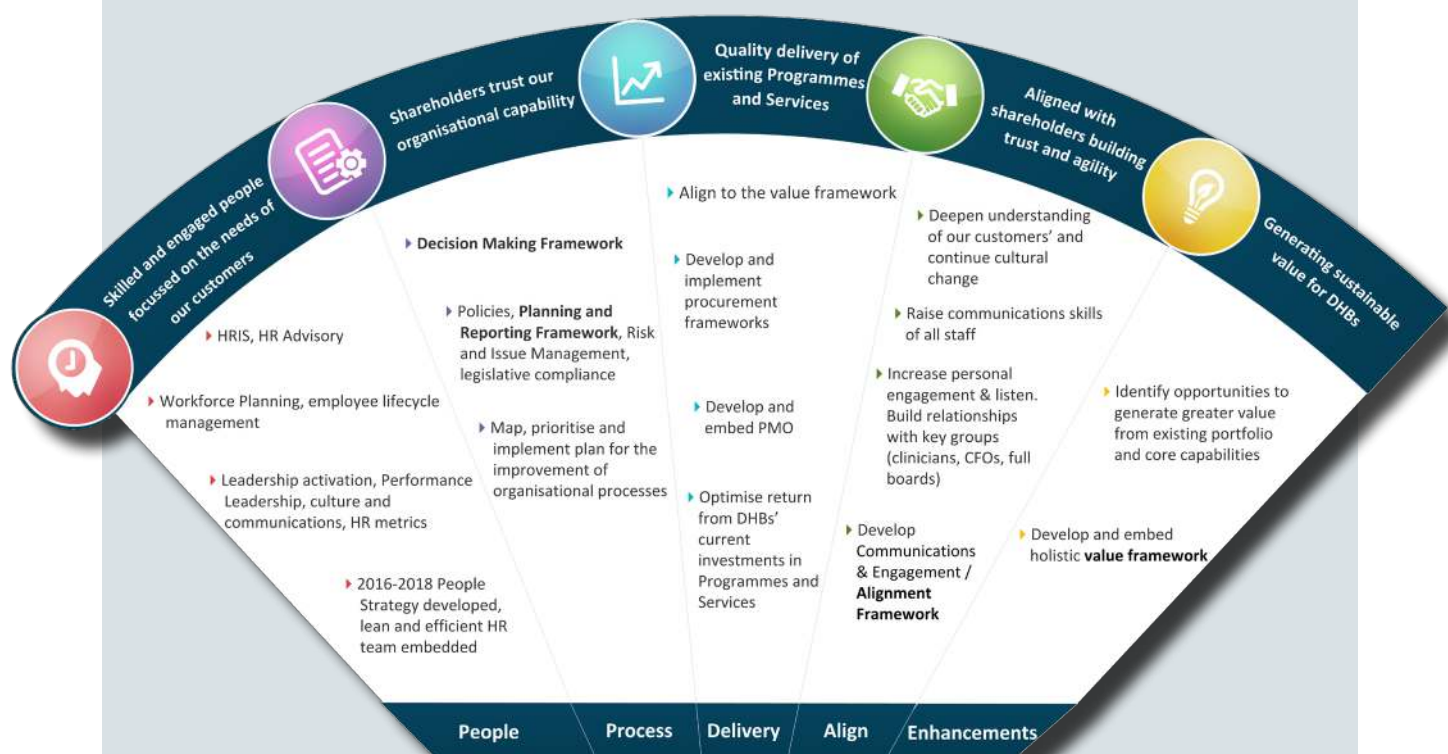 Skilled and engaged people
focussed on the needs of
our customers
Shareholders trust our
organisational capability
Quality delivery of
existing Programmes
and Services
Aligned with
shareholders building
trust and agility
Generating sustainable
value for DHBs
HRIS, HR Advisory
Workforce Planning, employee lifecycle
management
Leadership activation, Performance
Leadership, culture and
communications, HR metrics
2016-2018 People
Strategy developed,
lean and efficient HR
team embedded
Decision Making Framework
Policies, Planning and
Reporting Framework, Risk
and Issue Management,
legislative compliance
Map, prioritise and
implement plan for the
improvement of
organisational processes
Align to the value framework
Develop and
implement
procurement
frameworks
Develop and
embed PMO
Optimise return
from DHBs'
current
investments in
Programmes and
Services
Deepen understanding
of our customers' and
continue cultural
change
Raise communications skills
of all staff
Increase personal
engagement & listen.
Build relationships
with key groups
(clinicians, CFOs, full
boards)
Develop
Communications
& Engagement /
Alignment
Framework
Identify opportunities to
generate greater value
from existing portfolio
and core capabilities
Develop and embed
holistic value framework
People
Process
Delivery
Align
Enhancements